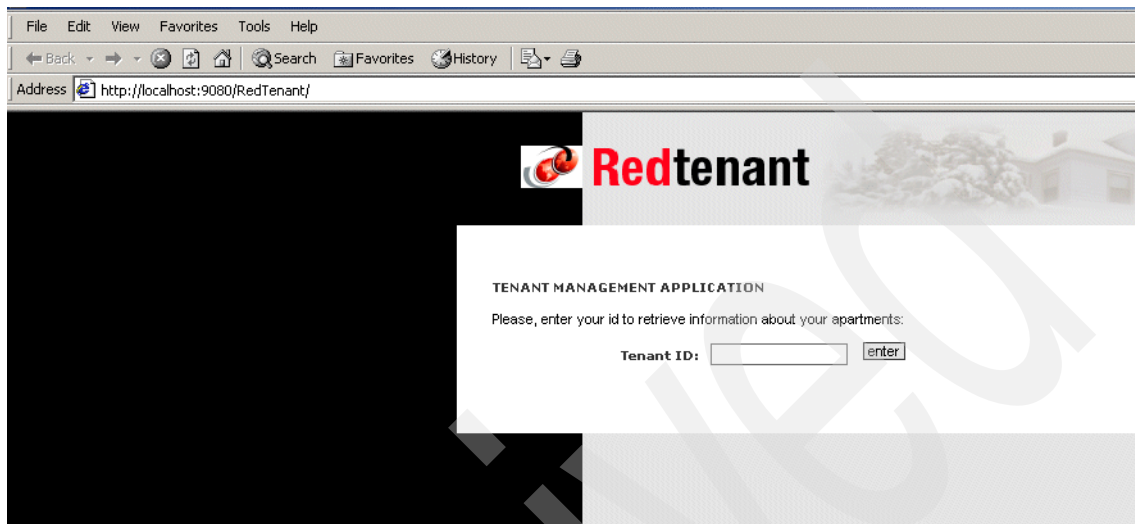 File Edit View Favorites Tools Help
Back Search Favorites History
Address http://localhost:9080/RedTenant/
Redtenant
TENANT MANAGEMENT APPLICATION
Please, enter your id to retrieve information about your apartments:
Tenant ID: enter